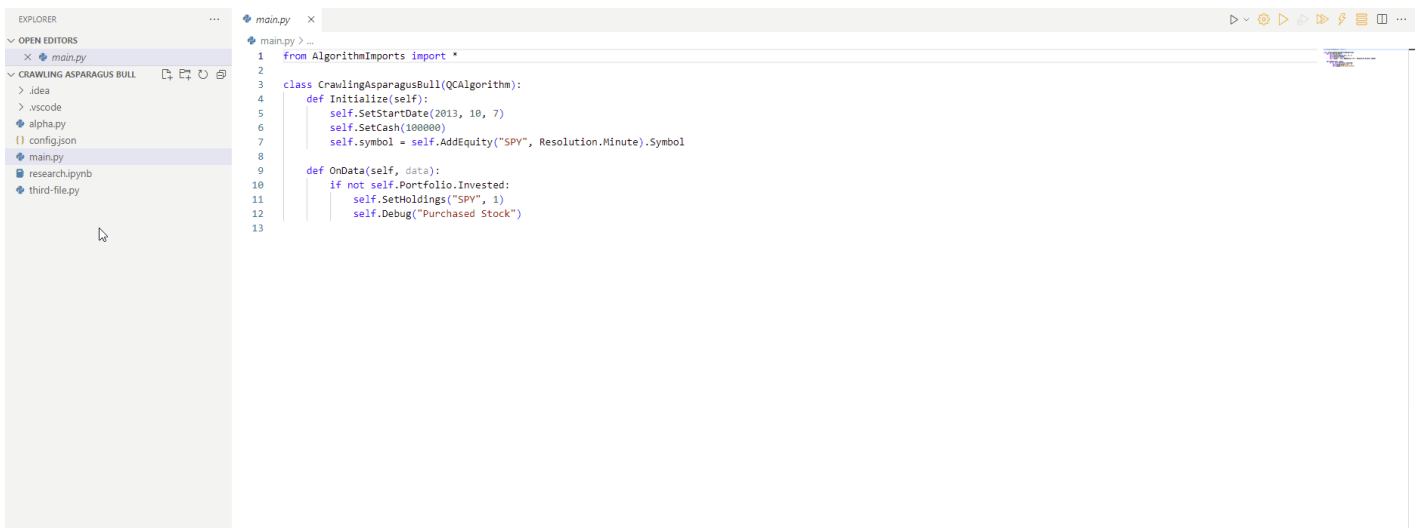 EXPLORER
OPEN EDITORS
main.py
CRAWLING ASPARAGUS BULL
.idea
.vscode
alpha.py
{} config.json
main.py
research.ipynb
third-file.py
main.py
main.py > ...
1 from AlgorithmImports import *
2
3 class CrawlingAsparagusBull(QCAlgorithm):
4     def Initialize(self):
5         self.SetStartDate(2013, 10, 7)
6         self.SetCash(100000)
7         self.symbol = self.AddEquity("SPY", Resolution.Minute).Symbol
8
9     def OnData(self, data):
10         if not self.Portfolio.Invested:
11             self.SetHoldings("SPY", 1)
12             self.Debug("Purchased Stock")
13